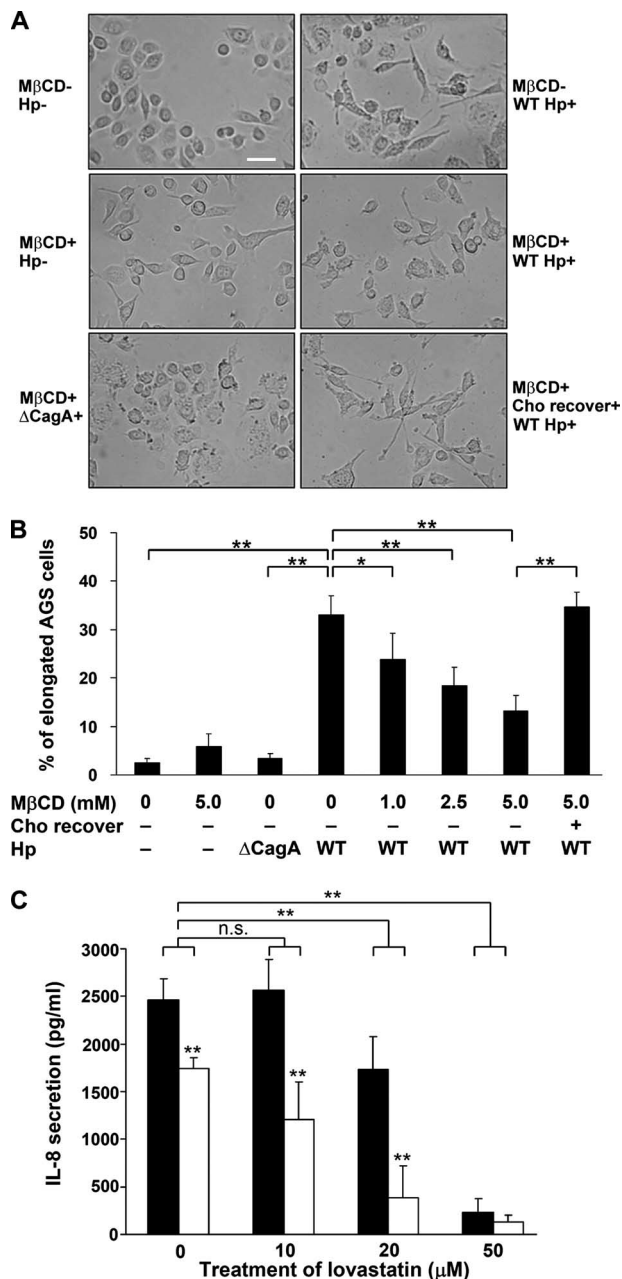 A
MβCD-
Hp-
MβCD-
WT Hp+
MβCD+
Hp-
MβCD+
WT Hp+
MβCD+
ΔCagA+
MβCD+
Cho recover+
WT Hp+
B
% of elongated AGS cells
50
40
30
20
10
0
** ** ** * ** **
MβCD (mM) 0 5.0 0 0 1.0 2.5 5.0 5.0
Cho recover – – – – – – – +
Hp – – ΔCagA WT WT WT WT WT
C
IL-8 secretion (pg/ml)
3000
2500
2000
1500
1000
500
0
**
**
n.s.
** ** **
0 10 20 50
Treatment of lovastatin (μM)